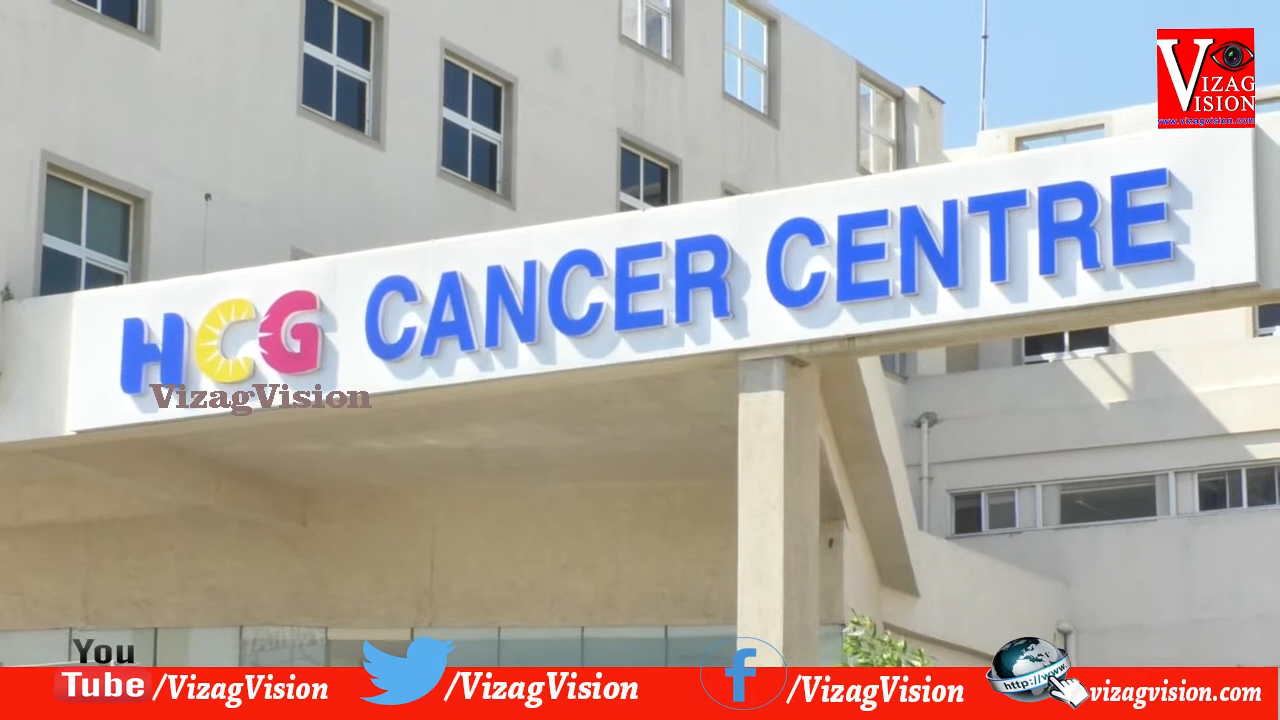 VIZAG
VISION
www.vizagvision.com
HCG CANCER CENTRE
VizagVision
You
Tube /VizagVision
/VizagVision
f /VizagVision
http://www.
vizagvision.com